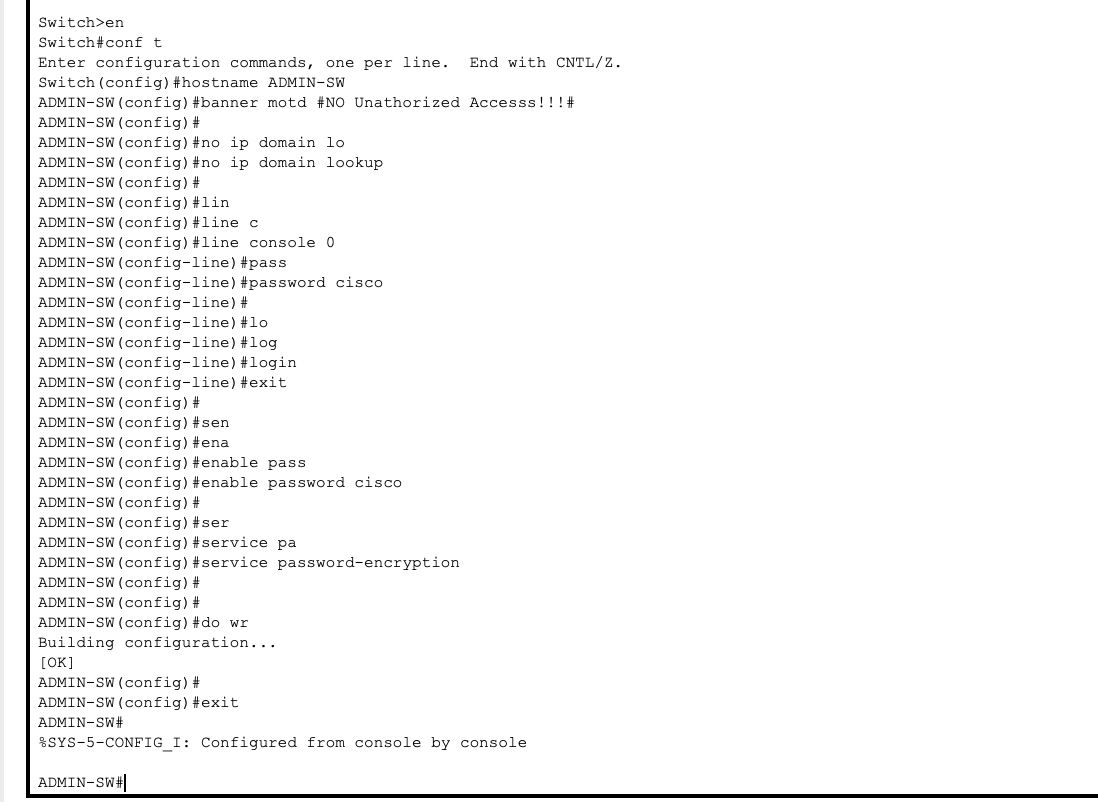 Switch>en
Switch#conf t
Enter configuration commands, one per line.  End with CNTL/Z.
Switch(config)#hostname ADMIN-SW
ADMIN-SW(config)#banner motd #NO Unathorized Accesss!!!#
ADMIN-SW(config)#
ADMIN-SW(config)#no ip domain lo
ADMIN-SW(config)#no ip domain lookup
ADMIN-SW(config)#
ADMIN-SW(config)#lin
ADMIN-SW(config)#line c
ADMIN-SW(config)#line console 0
ADMIN-SW(config-line)#pass
ADMIN-SW(config-line)#password cisco
ADMIN-SW(config-line)#
ADMIN-SW(config-line)#lo
ADMIN-SW(config-line)#log
ADMIN-SW(config-line)#login
ADMIN-SW(config-line)#exit
ADMIN-SW(config)#
ADMIN-SW(config)#sen
ADMIN-SW(config)#ena
ADMIN-SW(config)#enable pass
ADMIN-SW(config)#enable password cisco
ADMIN-SW(config)#
ADMIN-SW(config)#ser
ADMIN-SW(config)#service pa
ADMIN-SW(config)#service password-encryption
ADMIN-SW(config)#
ADMIN-SW(config)#
ADMIN-SW(config)#do wr
Building configuration...
[OK]
ADMIN-SW(config)#
ADMIN-SW(config)#exit
ADMIN-SW#
%SYS-5-CONFIG_I: Configured from console by console
ADMIN-SW#